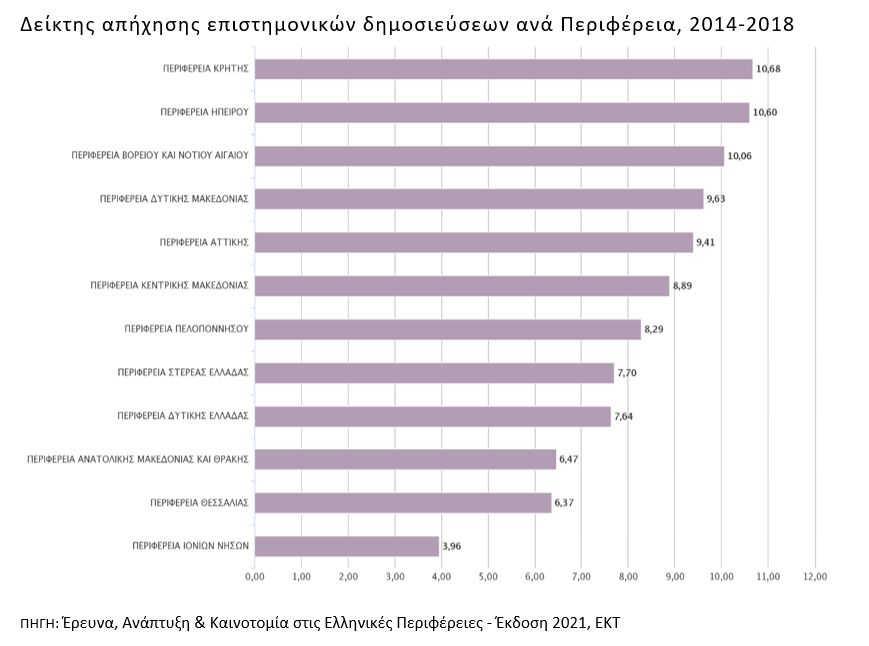 Δείκτης απήχησης επιστημονικών δημοσιεύσεων ανά Περιφέρεια, 2014-2018
ΠΕΡΙΦΕΡΕΙΑ ΚΡΗΤΗΣ 10,68
ΠΕΡΙΦΕΡΕΙΑ ΗΠΕΙΡΟΥ 10,60
ΠΕΡΙΦΕΡΕΙΑ ΒΟΡΕΙΟΥ ΚΑΙ ΝΟΤΙΟΥ ΑΙΓΑΙΟΥ 10,06
ΠΕΡΙΦΕΡΕΙΑ ΔΥΤΙΚΗΣ ΜΑΚΕΔΟΝΙΑΣ 9,63
ΠΕΡΙΦΕΡΕΙΑ ΑΤΤΙΚΗΣ 9,41
ΠΕΡΙΦΕΡΕΙΑ ΚΕΝΤΡΙΚΗΣ ΜΑΚΕΔΟΝΙΑΣ 8,89
ΠΕΡΙΦΕΡΕΙΑ ΠΕΛΟΠΟΝΝΗΣΟΥ 8,29
ΠΕΡΙΦΕΡΕΙΑ ΣΤΕΡΕΑΣ ΕΛΛΑΔΑΣ 7,70
ΠΕΡΙΦΕΡΕΙΑ ΔΥΤΙΚΗΣ ΕΛΛΑΔΑΣ 7,64
ΠΕΡΙΦΕΡΕΙΑ ΑΝΑΤΟΛΙΚΗΣ ΜΑΚΕΔΟΝΙΑΣ ΚΑΙ ΘΡΑΚΗΣ 6,47
ΠΕΡΙΦΕΡΕΙΑ ΘΕΣΣΑΛΙΑΣ 6,37
ΠΕΡΙΦΕΡΕΙΑ ΙΟΝΙΩΝ ΝΗΣΩΝ 3,96
0,00 1,00 2,00 3,00 4,00 5,00 6,00 7,00 8,00 9,00 10,00 11,00 12,00
ΠΗΓΗ: Έρευνα, Ανάπτυξη & Καινοτομία στις Ελληνικές Περιφέρειες - Έκδοση 2021, ΕΚΤ